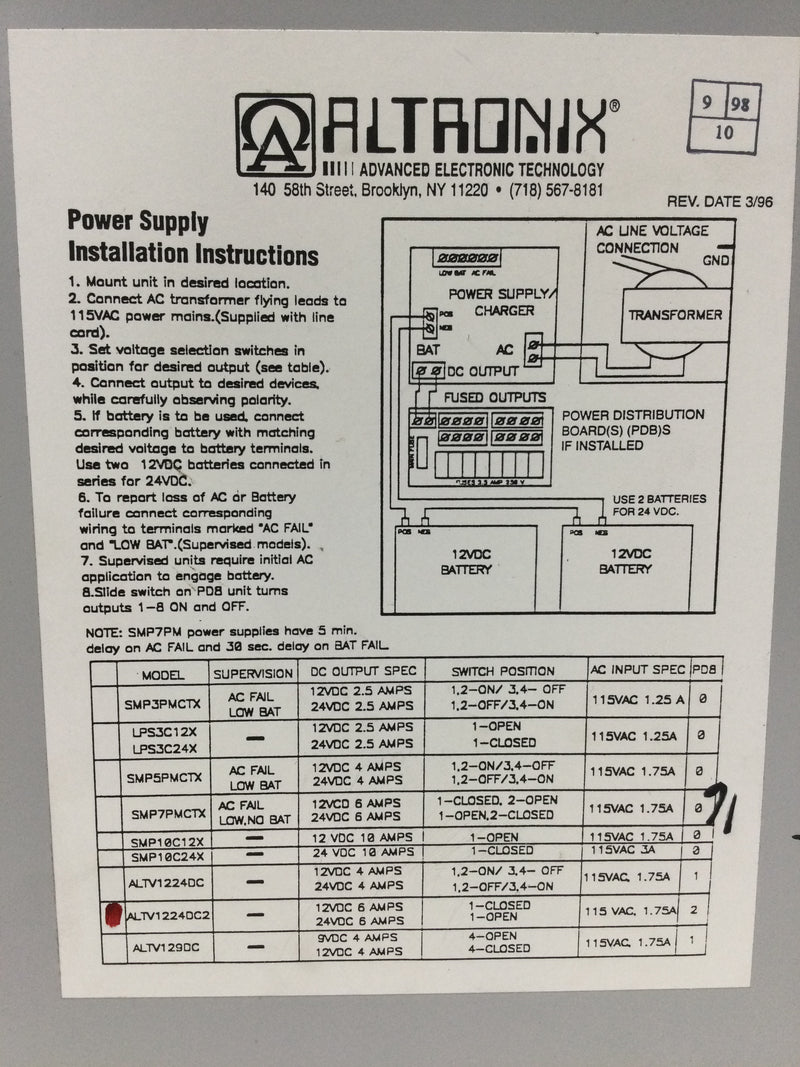 ALTRONIX®
ADVANCED ELECTRONIC TECHNOLOGY
140 58th Street, Brooklyn, NY 11220 • (718) 567-8181
9 98
10
REV. DATE 3/96
Power Supply
Installation Instructions
1. Mount unit in desired location.
2. Connect AC transformer flying leads to
115VAC power mains.(Supplied with line
cord).
3. Set voltage selection switches in
position for desired output (see table).
4. Connect output to desired devices,
while carefully observing polarity.
5. If battery is to be used, connect
corresponding battery with matching
desired voltage to battery terminals.
Use two 12VDC batteries connected in
series for 24VDC.
6. To report loss of AC or Battery
failure connect corresponding
wiring to terminals marked "AC FAIL"
and "LOW BAT".(Supervised models).
7. Supervised units require initial AC
application to engage battery.
8.Slide switch on PD8 unit turns
outputs 1-8 ON and OFF.
NOTE: SMP7PM power supplies have 5 min.
delay on AC FAIL and 30 sec. delay on BAT FAIL.
AC LINE VOLTAGE
CONNECTION
GND
TRANSFORMER
LOW BAT AC FAIL
POWER SUPPLY/
CHARGER
POS
NEG
BAT
AC
DC OUTPUT
FUSED OUTPUTS
MAIN FUSE
FUSES 3.5 AMP 250 V
POWER DISTRIBUTION
BOARD(S) (PDB)S
IF INSTALLED
USE 2 BATTERIES
FOR 24 VDC.
POS NEG
POS NEG
12VDC
BATTERY
12VDC
BATTERY
MODEL SUPERVISION DC OUTPUT SPEC SWITCH POSITION AC INPUT SPEC PD8
SMP3PMCTX AC FAIL LOW BAT 12VDC 2.5 AMPS 24VDC 2.5 AMPS 1,2-ON/ 3,4- OFF 1,2-OFF/3,4-ON 115VAC 1.25 A 0
LPS3C12X LPS3C24X — 12VDC 2.5 AMPS 24VDC 2.5 AMPS 1-OPEN 1-CLOSED 115VAC 1.25A 0
SMP5PMCTX AC FAIL LOW BAT 12VDC 4 AMPS 24VDC 4 AMPS 1,2-ON/3,4-OFF 1,2-OFF/3,4-ON 115VAC 1.75A 0
SMP7PMCTX AC FAIL LOW,NO BAT 12VCD 6 AMPS 24VDC 6 AMPS 1-CLOSED, 2-OPEN 1-OPEN,2-CLOSED 115VAC 1.75A 0
SMP10C12X — 12 VDC 10 AMPS 1-OPEN 115VAC 1.75A 0
SMP10C24X — 24 VDC 10 AMPS 1-CLOSED 115VAC 3A 0
ALTV1224DC — 12VDC 4 AMPS 24VDC 4 AMPS 1,2-ON/ 3,4- OFF 1,2-OFF/3,4-ON 115VAC, 1.75A 1
ALTV1224DC2 — 12VDC 6 AMPS 24VDC 6 AMPS 1-CLOSED 1-OPEN 115 VAC, 1.75A 2
ALTV129DC — 9VDC 4 AMPS 12VDC 4 AMPS 4-OPEN 4-CLOSED 115VAC, 1.75A 1